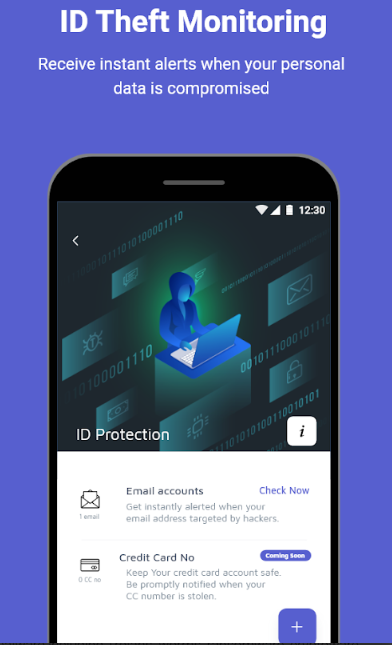 ID Theft Monitoring
Receive instant alerts when your personal
data is compromised
12:30
ID Protection
i
Email accounts
Check Now
1 email
Get instantly alerted when your
email address targeted by hackers.
Credit Card No
Coming Soon
0 CC no
Keep Your credit card account safe.
Be promptly notified when your
CC number is stolen.
+